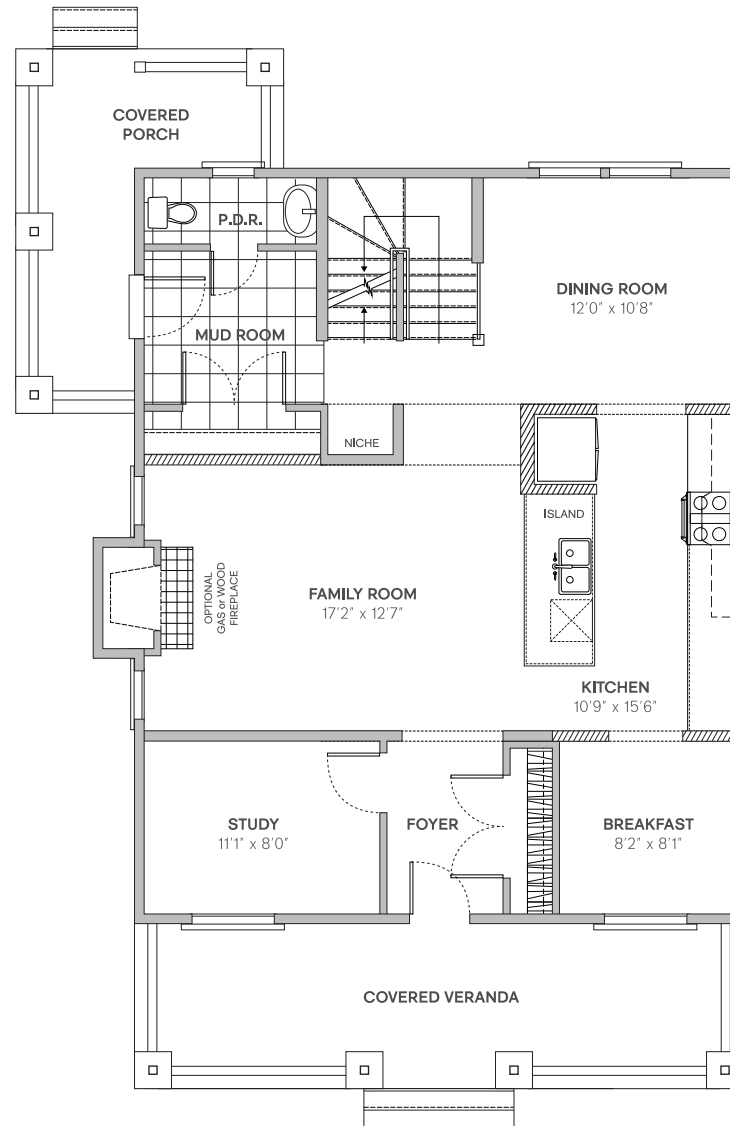 COVERED
PORCH
P.D.R.
DINING ROOM
12'0" x 10'8"
MUD ROOM
NICHE
ISLAND
OPTIONAL
GAS or WOOD
FIREPLACE
FAMILY ROOM
17'2" x 12'7"
KITCHEN
10'9" x 15'6"
STUDY
11'1" x 8'0"
FOYER
BREAKFAST
8'2" x 8'1"
COVERED VERANDA